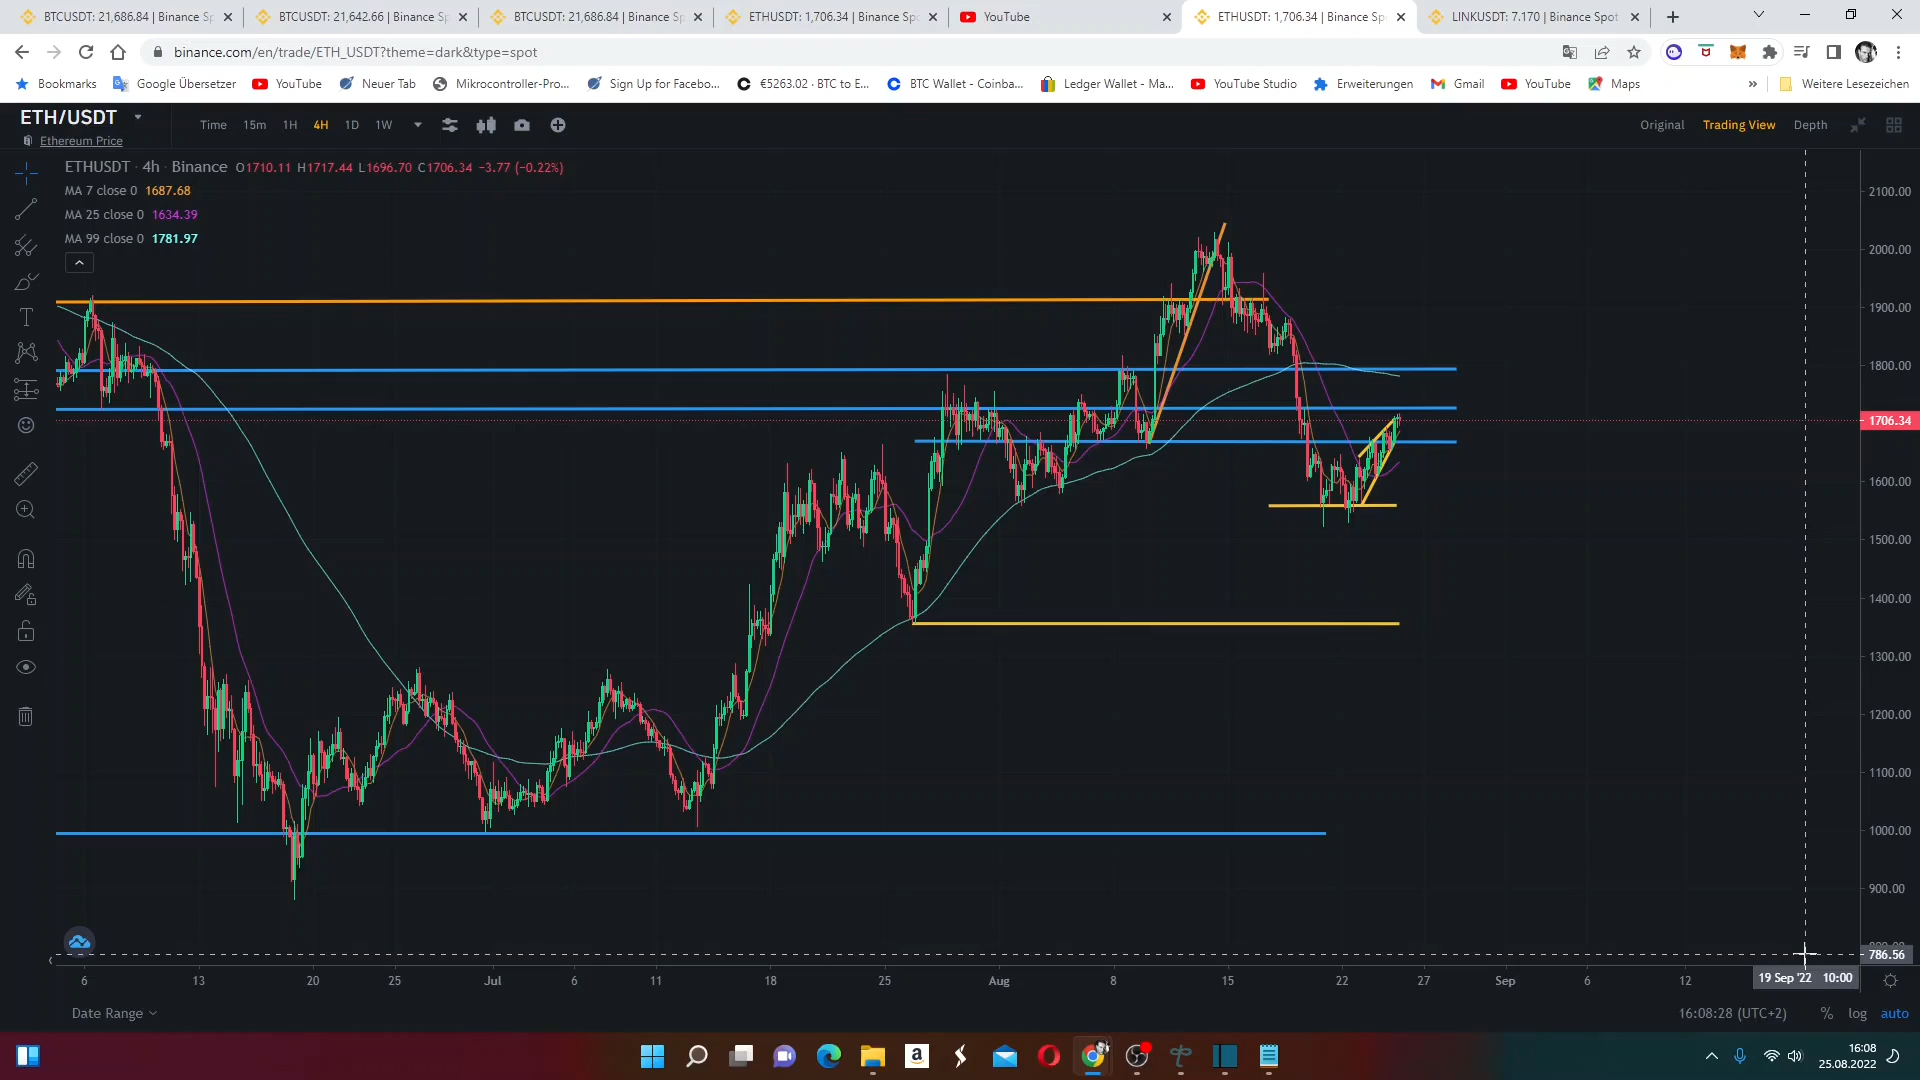 BTCUSDT: 21,686.84 | Binance Sp
BTCUSDT: 21,642.66 | Binance Sp
BTCUSDT: 21,686.84 | Binance Sp
ETHUSDT: 1,706.34 | Binance Spo
YouTube
ETHUSDT: 1,706.34 | Binance Spo
LINKUSDT: 7.170 | Binance Spot
binance.com/en/trade/ETH_USDT?theme=dark&type=spot
Bookmarks
Google Übersetzer
YouTube
Neuer Tab
Mikrocontroller-Pro...
Sign Up for Facebo...
€5263.02 · BTC to E...
BTC Wallet - Coinba...
Ledger Wallet - Ma...
YouTube Studio
Erweiterungen
Gmail
YouTube
Maps
»
Weitere Lesezeichen
ETH/USDT
Ethereum Price
Time 15m 1H 4H 1D 1W
Original Trading View Depth
ETHUSDT · 4h · Binance O1710.11 H1717.44 L1696.70 C1706.34 −3.77 (−0.22%)
MA 7 close 0 1687.68
MA 25 close 0 1634.39
MA 99 close 0 1781.97
2100.00
2000.00
1900.00
1800.00
1706.34
1600.00
1500.00
1400.00
1300.00
1200.00
1100.00
1000.00
900.00
786.56
6 13 20 25 Jul 6 11 18 25 Aug 8 15 22 27 Sep 6 12
19 Sep '22 10:00
Date Range
16:08:28 (UTC+2) % log auto
16:08
25.08.2022